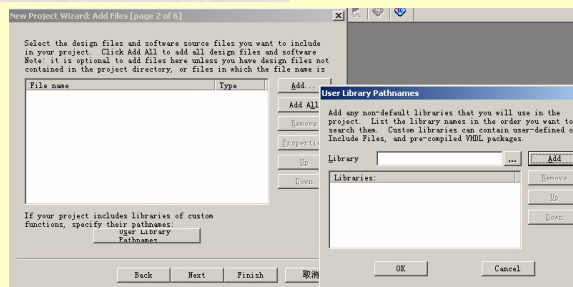 New Project Wizard: Add Files [page 2 of 6]
Select the design files and software source files you want to include
in your project. Click Add All to add all design files and software
Note: it is optional to add files here unless you have design files not
contained in the project directory, or files in which the file name is
File name Type
Add...
Add All
Remove
Properti
Up
Down
If your project includes libraries of custom
functions, specify their pathnames:
User Library
Pathnames
Back Next Finish 取消
User Library Pathnames
Add any non-default libraries that you will use in the
project. List the library names in the order you want to
search them. Custom libraries can contain user-defined o
Include Files, and pre-compiled VHDL packages.
Library ... Add
Libraries:
Remove
Up
Down
OK Cancel